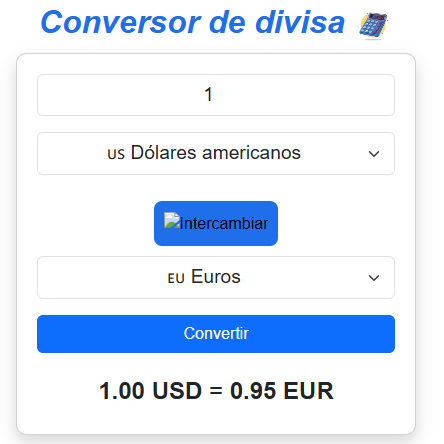 Conversor de divisa
1
US Dólares americanos
Intercambiar
EU Euros
Convertir
1.00 USD = 0.95 EUR